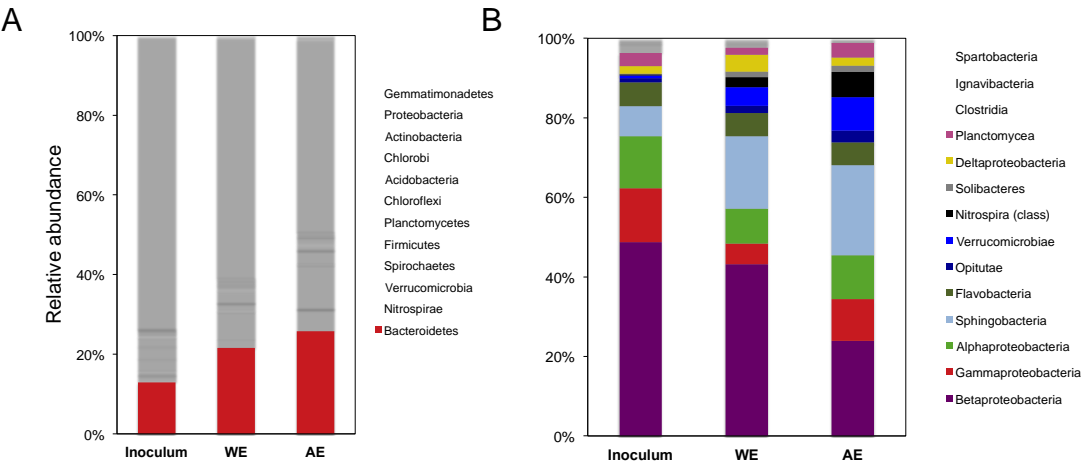 A
B
100%
80%
60%
40%
20%
0%
Relative abundance
Inoculum
WE
AE
Gemmatimonadetes
Proteobacteria
Actinobacteria
Chlorobi
Acidobacteria
Chloroflexi
Planctomycetes
Firmicutes
Spirochaetes
Verrucomicrobia
Nitrospirae
Bacteroidetes
100%
80%
60%
40%
20%
0%
Inoculum
WE
AE
Spartobacteria
Ignavibacteria
Clostridia
Planctomycea
Deltaproteobacteria
Solibacteres
Nitrospira (class)
Verrucomicrobiae
Opitutae
Flavobacteria
Sphingobacteria
Alphaproteobacteria
Gammaproteobacteria
Betaproteobacteria